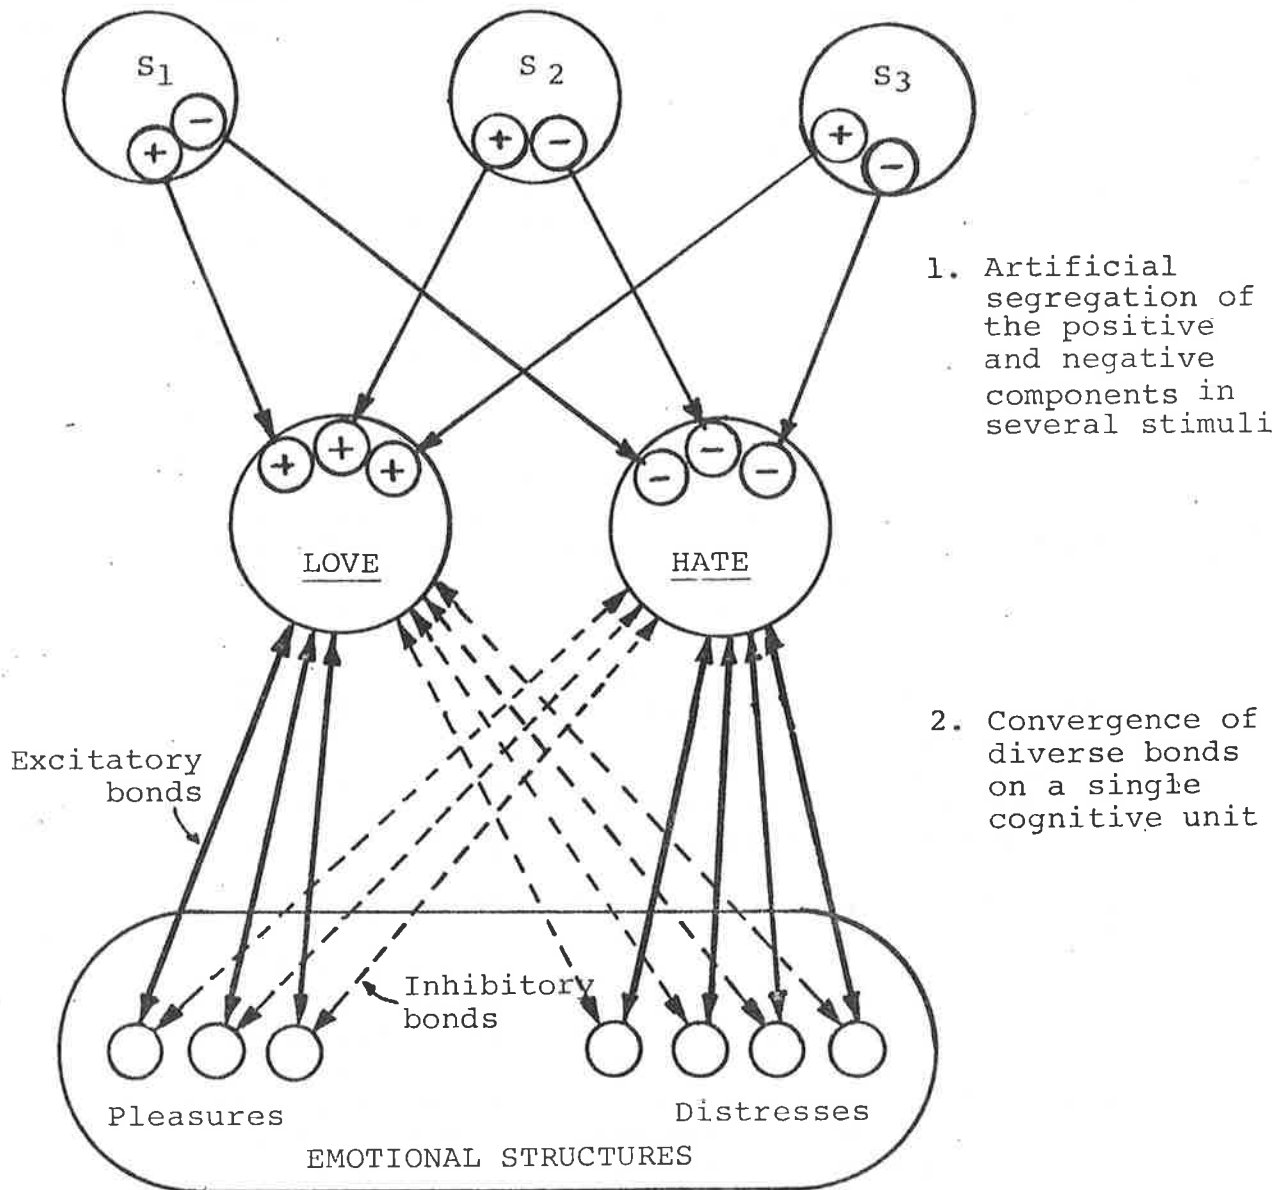 S1
S 2
S3
-
+
+
-
+
-
1. Artificial
segregation of
the positive
and negative
components in
several stimuli
+
+
+
-
-
-
LOVE
HATE
2. Convergence of
diverse bonds
on a single
cognitive unit
Excitatory
bonds
Inhibitory
bonds
Pleasures
Distresses
EMOTIONAL STRUCTURES